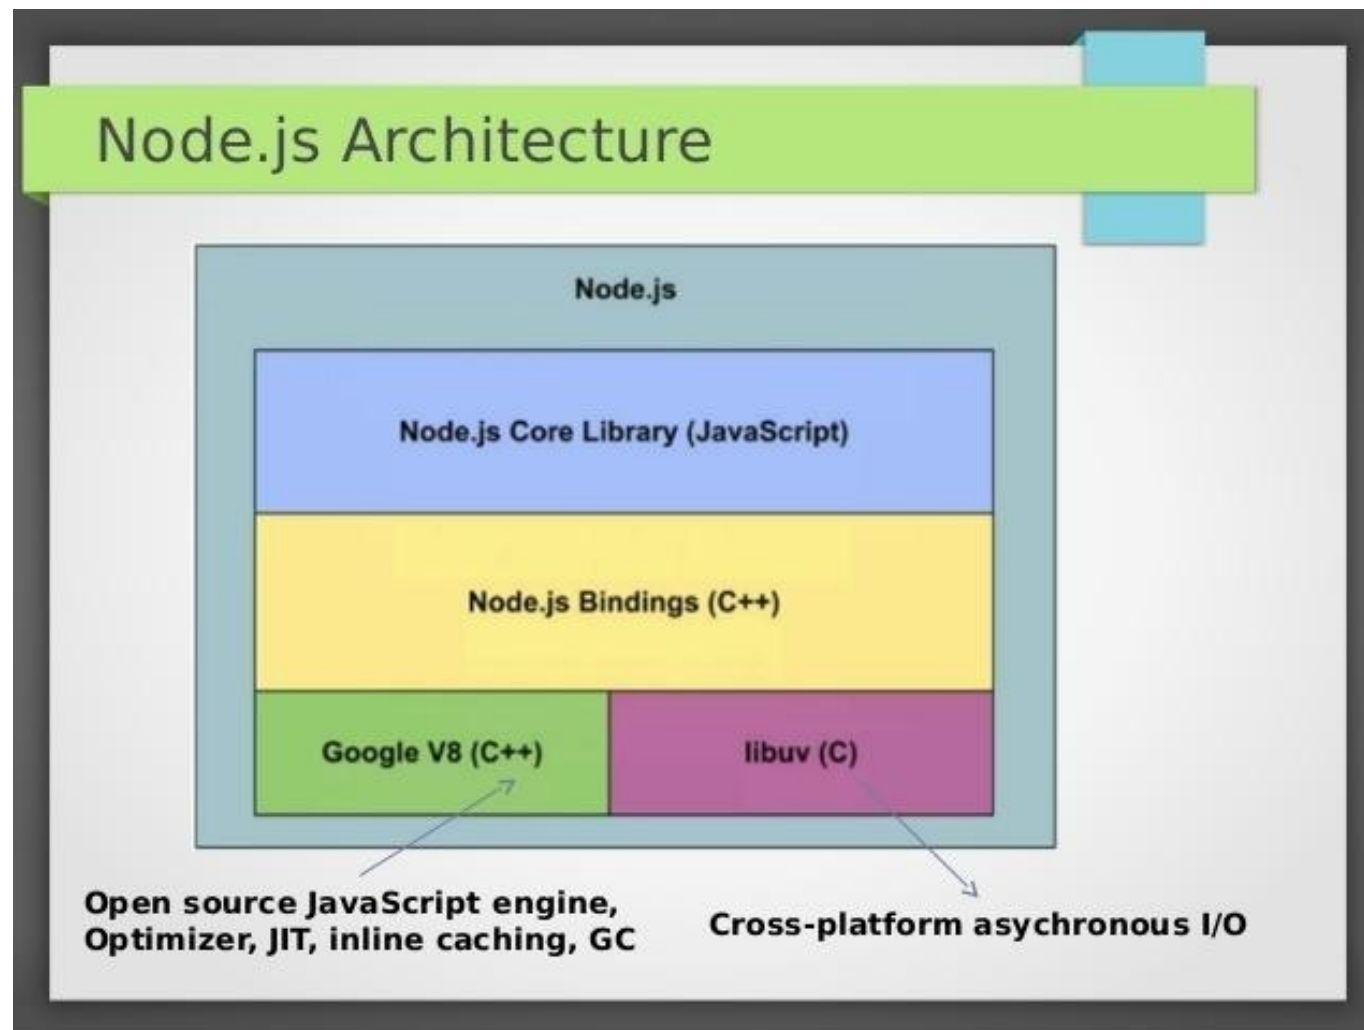 Node.js Architecture
Node.js
Node.js Core Library (JavaScript)
Node.js Bindings (C++)
Google V8 (C++)
libuv (C)
Open source JavaScript engine,
Optimizer, JIT, inline caching, GC
Cross-platform asychronous I/O